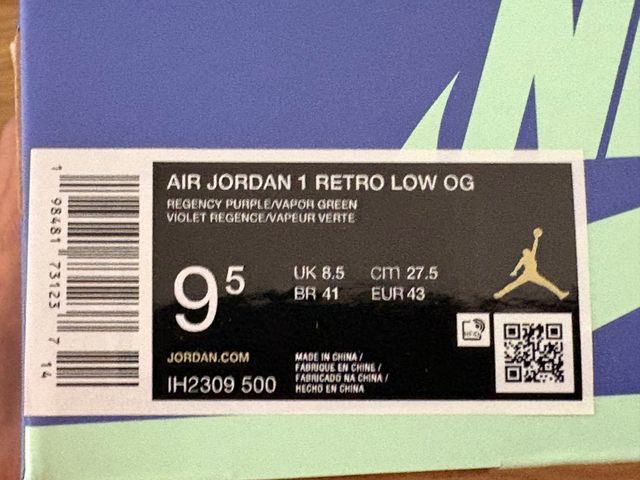 AIR JORDAN 1 RETRO LOW OG
REGENCY PURPLE/VAPOR GREEN
VIOLET REGENCE/VAPEUR VERTE
9⁵
UK 8.5 cm 27.5
BR 41 EUR 43
JORDAN.COM
IH2309 500
MADE IN CHINA /
FABRIQUÉ EN CHINE /
FABRICADO NA CHINA /
HECHO EN CHINA
1 98481 73123 7 14